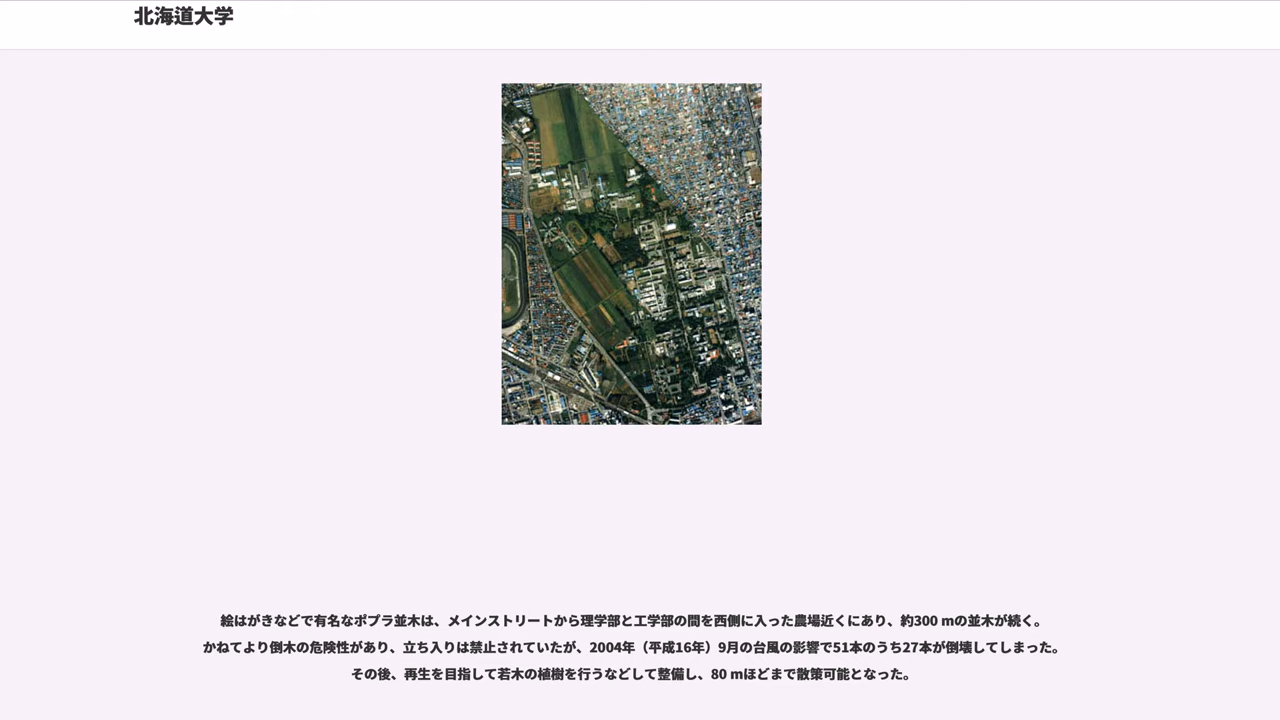 北海道大学
絵はがきなどで有名なポプラ並木は、メインストリートから理学部と工学部の間を西側に入った農場近くにあり、約300 mの並木が続く。
かねてより倒木の危険性があり、立ち入りは禁止されていたが、2004年（平成16年）9月の台風の影響で51本のうち27本が倒壊してしまった。
その後、再生を目指して若木の植樹を行うなどして整備し、80 mほどまで散策可能となった。